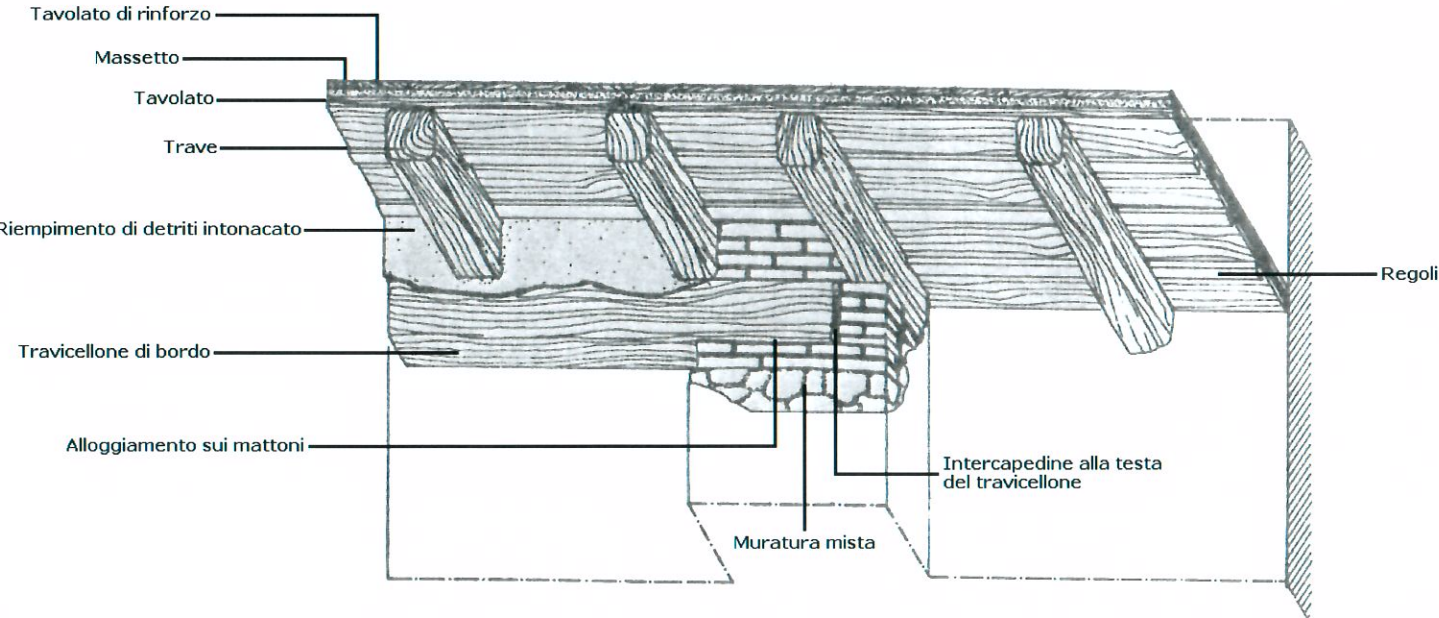 Tavolato di rinforzo
Massetto
Tavolato
Trave
Riempimento di detriti intonacato
Regoli
Travicellone di bordo
Alloggiamento sui mattoni
Intercapedine alla testa
del travicellone
Muratura mista